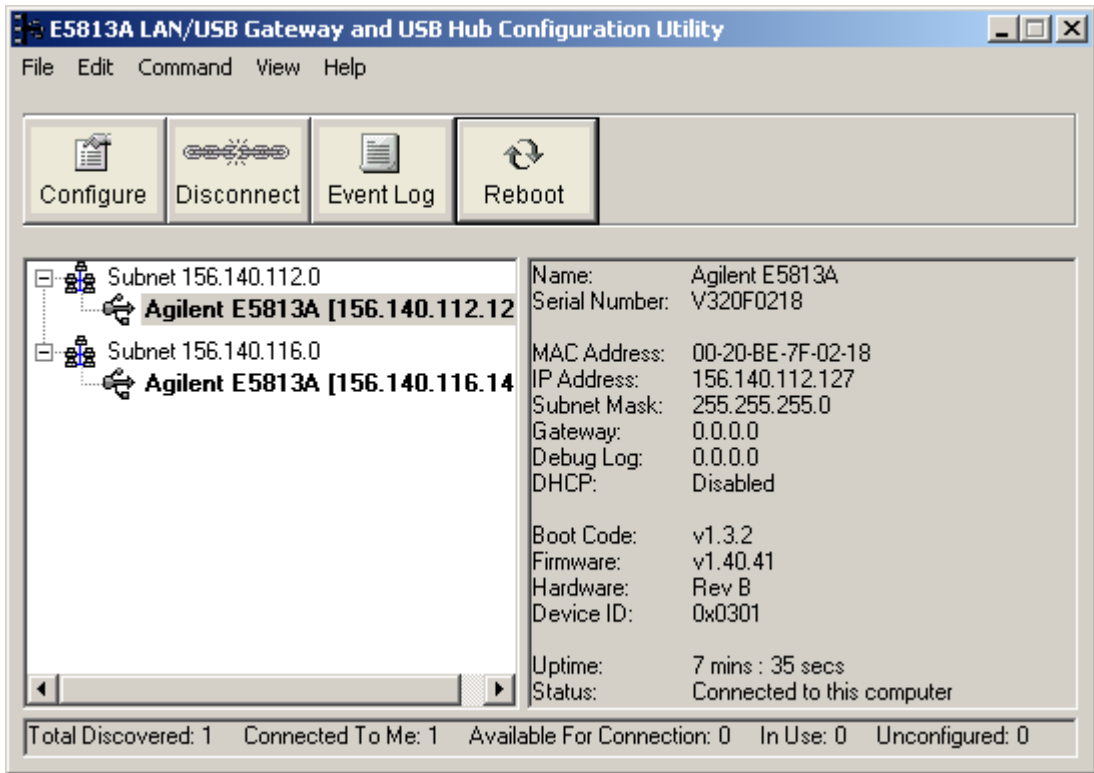 E5813A LAN/USB Gateway and USB Hub Configuration Utility
File Edit Command View Help
Configure Disconnect Event Log Reboot
Subnet 156.140.112.0
Agilent E5813A [156.140.112.12
Subnet 156.140.116.0
Agilent E5813A [156.140.116.14
Name: Agilent E5813A
Serial Number: V320F0218
MAC Address: 00-20-BE-7F-02-18
IP Address: 156.140.112.127
Subnet Mask: 255.255.255.0
Gateway: 0.0.0.0
Debug Log: 0.0.0.0
DHCP: Disabled
Boot Code: v1.3.2
Firmware: v1.40.41
Hardware: Rev B
Device ID: 0x0301
Uptime: 7 mins : 35 secs
Status: Connected to this computer
Total Discovered: 1 Connected To Me: 1 Available For Connection: 0 In Use: 0 Unconfigured: 0